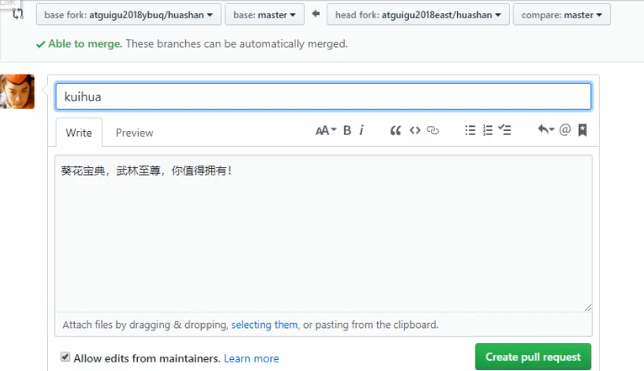 base fork: atguigu2018ybuq/huashan base: master head fork: atguigu2018east/huashan compare: master
Able to merge. These branches can be automatically merged.
kuihua
Write Preview AA B i @
葵花宝典，武林至尊，你值得拥有！
Attach files by dragging & dropping, selecting them, or pasting from the clipboard.
Allow edits from maintainers. Learn more Create pull request